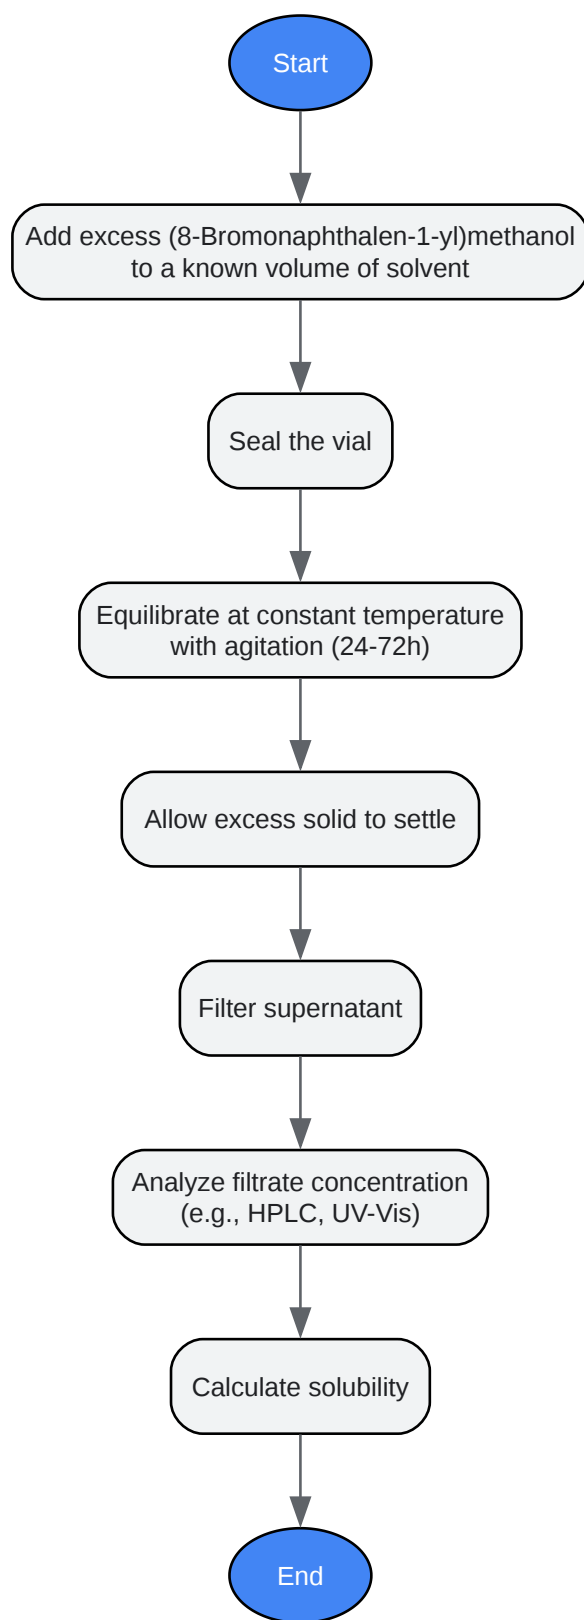 Start
Add excess (8-Bromonaphthalen-1-yl)methanol
to a known volume of solvent
Seal the vial
Equilibrate at constant temperature
with agitation (24-72h)
Allow excess solid to settle
Filter supernatant
Analyze filtrate concentration
(e.g., HPLC, UV-Vis)
Calculate solubility
End